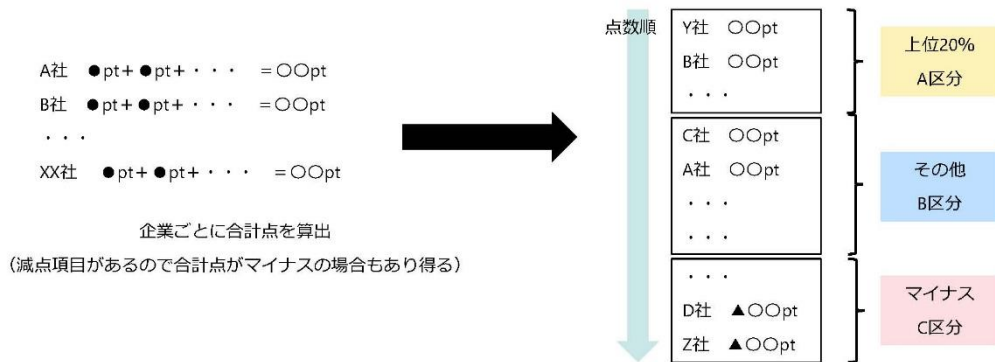 A社 ●pt+ ●pt+ ・・・ =〇〇pt
B社 ●pt+ ●pt+ ・・・ =〇〇pt
・・・
XX社 ●pt+ ●pt+ ・・・ =〇〇pt
企業ごとに合計点を算出
（減点項目があるので合計点がマイナスの場合もあり得る）
点数順
Y社 〇〇pt
B社 〇〇pt
・・・
上位20%
A区分
C社 〇〇pt
A社 〇〇pt
・・・
・・・
その他
B区分
・・・
D社 ▲〇〇pt
Z社 ▲〇〇pt
マイナス
C区分